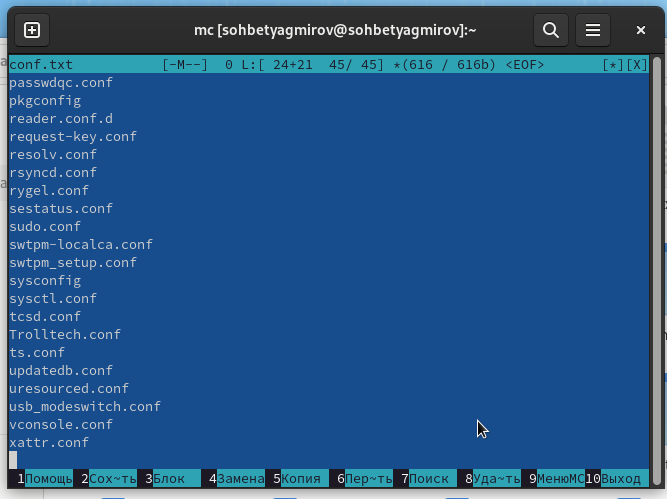 mc [sohbetyagmirov@sohbetyagmirov]:~
conf.txt [-M--] 0 L:[ 24+21 45/ 45] *(616 / 616b) <EOF> [*][X]
passwdqc.conf
pkgconfig
reader.conf.d
request-key.conf
resolv.conf
rsyncd.conf
rygel.conf
sestatus.conf
sudo.conf
swtpm-localca.conf
swtpm_setup.conf
sysconfig
sysctl.conf
tcsd.conf
Trolltech.conf
ts.conf
updatedb.conf
uresourced.conf
usb_modeswitch.conf
vconsole.conf
xattr.conf
1Помощь 2Сох~ть 3Блок 4Замена 5Копия 6Пер~ть 7Поиск 8Уда~ть 9МенюMC 10Выход